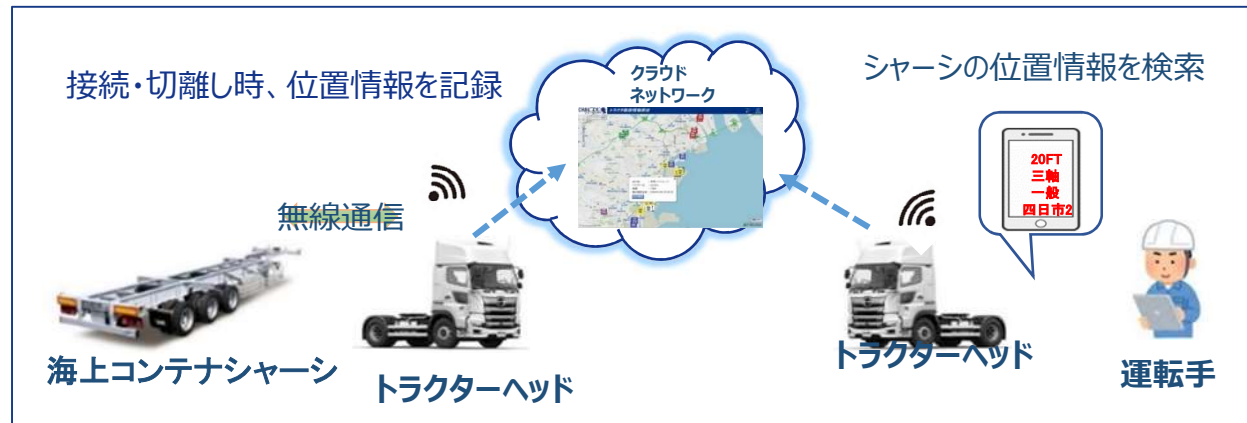 接続・切離し時、位置情報を記録
クラウド
ネットワーク
シャーシの位置情報を検索
20FT
三軸
一般
四日市2
無線通信
海上コンテナシャーシ
トラクターヘッド
トラクターヘッド
運転手